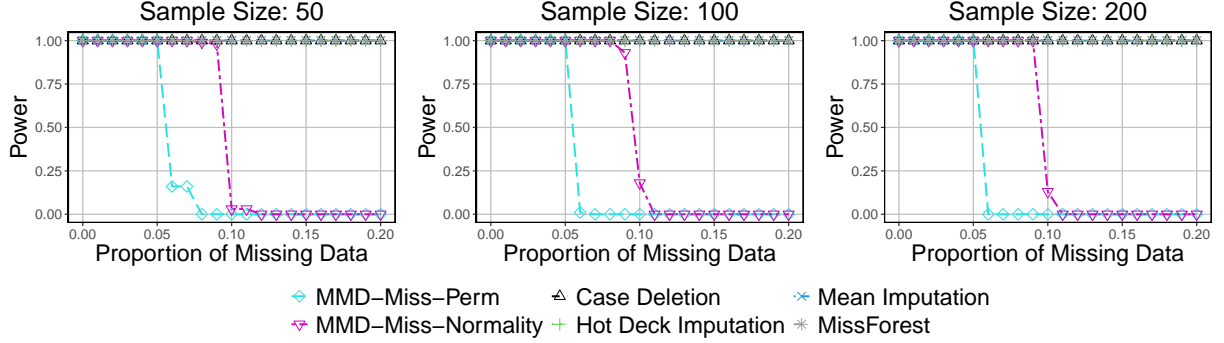 Sample Size: 50
Sample Size: 100
Sample Size: 200
Power
1.00
0.75
0.50
0.25
0.00
0.00 0.05 0.10 0.15 0.20
Proportion of Missing Data
Power
1.00
0.75
0.50
0.25
0.00
0.00 0.05 0.10 0.15 0.20
Proportion of Missing Data
Power
1.00
0.75
0.50
0.25
0.00
0.00 0.05 0.10 0.15 0.20
Proportion of Missing Data
MMD−Miss−Perm
Case Deletion
Mean Imputation
MMD−Miss−Normality
Hot Deck Imputation
MissForest